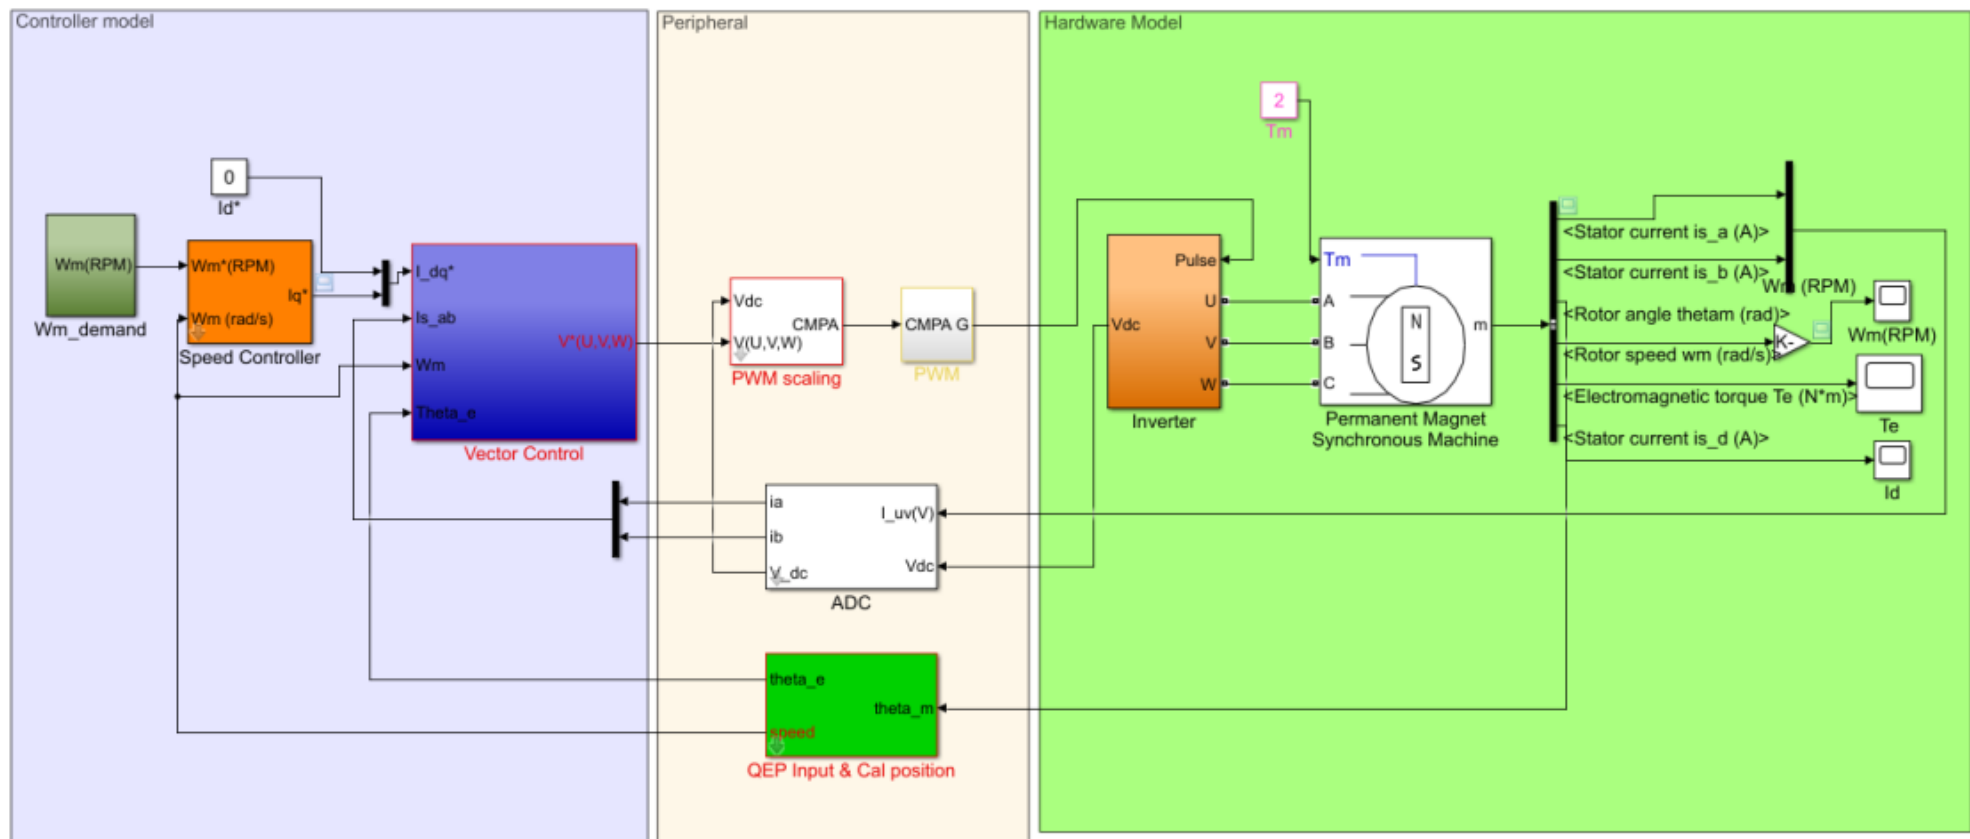 Controller model
0
Id*
Wm(RPM)
Wm_demand
Wm*(RPM)
Iq*
Wm (rad/s)
Speed Controller
I_dq*
Is_ab
V*(U,V,W)
Wm
Theta_e
Vector Control
Peripheral
Vdc
CMPA
V(U,V,W)
PWM scaling
CMPA G
PWM
ia
I_uv(V)
ib
Vdc
V_dc
ADC
theta_e
theta_m
speed
QEP Input & Cal position
Hardware Model
2
Tm
Pulse
U
Vdc
V
W
Inverter
Tm
A
N
m
B
S
C
Permanent Magnet
Synchronous Machine
<Stator current is_a (A)>
<Stator current is_b (A)>
Wm (RPM)
<Rotor angle thetam (rad)>
K-
Wm(RPM)
<Rotor speed wm (rad/s)>
<Electromagnetic torque Te (N*m)>
Te
<Stator current is_d (A)>
Id